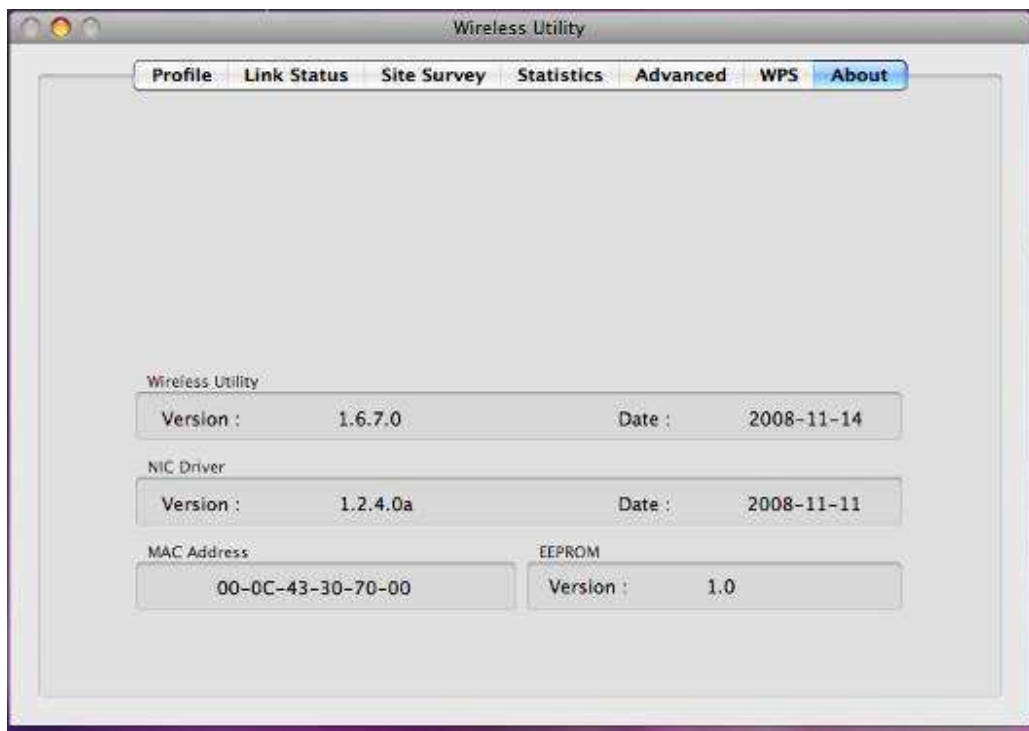 Wireless Utility
Profile Link Status Site Survey Statistics Advanced WPS About
Wireless Utility
Version : 1.6.7.0 Date : 2008-11-14
NIC Driver
Version : 1.2.4.0a Date : 2008-11-11
MAC Address EEPROM
00-0C-43-30-70-00 Version : 1.0